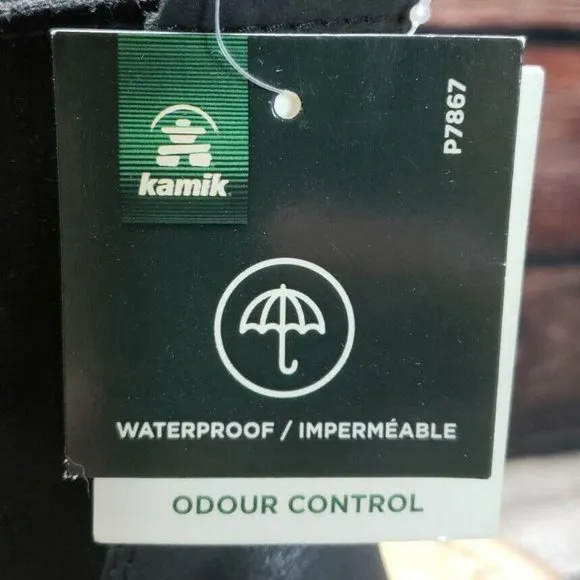 kamik
P7867
WATERPROOF / IMPERMÉABLE
ODOUR CONTROL